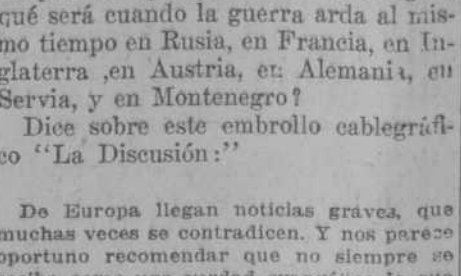 qué será cuando la guerra arda al mis-
mo tiempo en Rusia, en Francia, en In-
glaterra ,en Austria, en Alemania, en
Servia, y en Montenegro?
Dice sobre este embrollo cablegráfi-
co "La Discusión:"
De Europa llegan noticias graves, que
muchas veces se contradicen. Y nos parece
oportuno recomendar que no siempre se